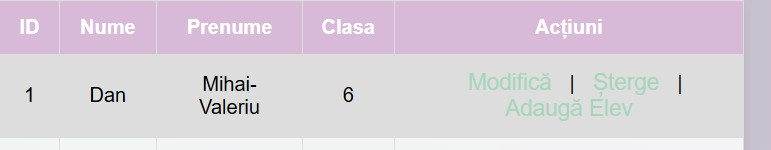 ID Nume Prenume Clasa Acțiuni
1 Dan Mihai-Valeriu 6 Modifică | Șterge |
Adaugă Elev